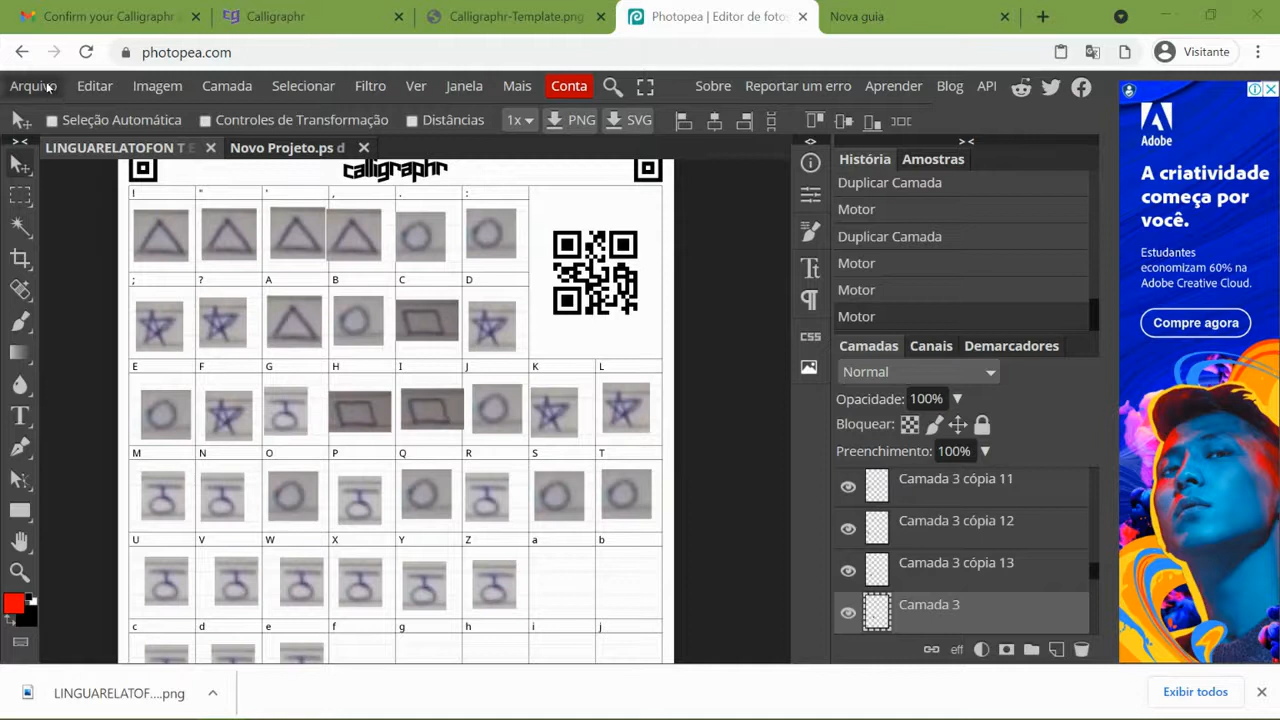 Confirm your Calligraphr
Calligraphr
Calligraphr-Template.png
Photopea | Editor de foto
Nova guia
photopea.com
Visitante
Arquivo Editar Imagem Camada Selecionar Filtro Ver Janela Mais Conta Sobre Reportar um erro Aprender Blog API
Seleção Automática Controles de Transformação Distâncias 1x PNG SVG
LINGUARELATOFON T E Novo Projeto.ps d
calligraphr
! " ' , . :
; ? A B C D
E F G H I J K L
M N O P Q R S T
U V W X Y Z a b
c d e f g h i j
História Amostras
Duplicar Camada
Motor
Duplicar Camada
Motor
Motor
Motor
CSS
Camadas Canais Demarcadores
Normal
Opacidade: 100%
Bloquear:
Preenchimento: 100%
Camada 3 cópia 11
Camada 3 cópia 12
Camada 3 cópia 13
Camada 3
eff
Adobe
A criatividade
começa por
você.
Estudantes
economizam 60% na
Adobe Creative Cloud.
Compre agora
LINGUARELATOF....png
Exibir todos